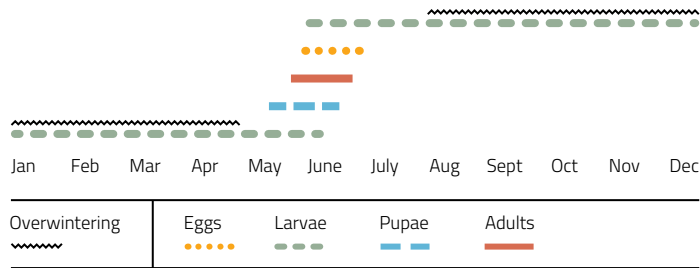 Jan Feb Mar Apr May June July Aug Sept Oct Nov Dec
Overwintering Eggs Larvae Pupae Adults